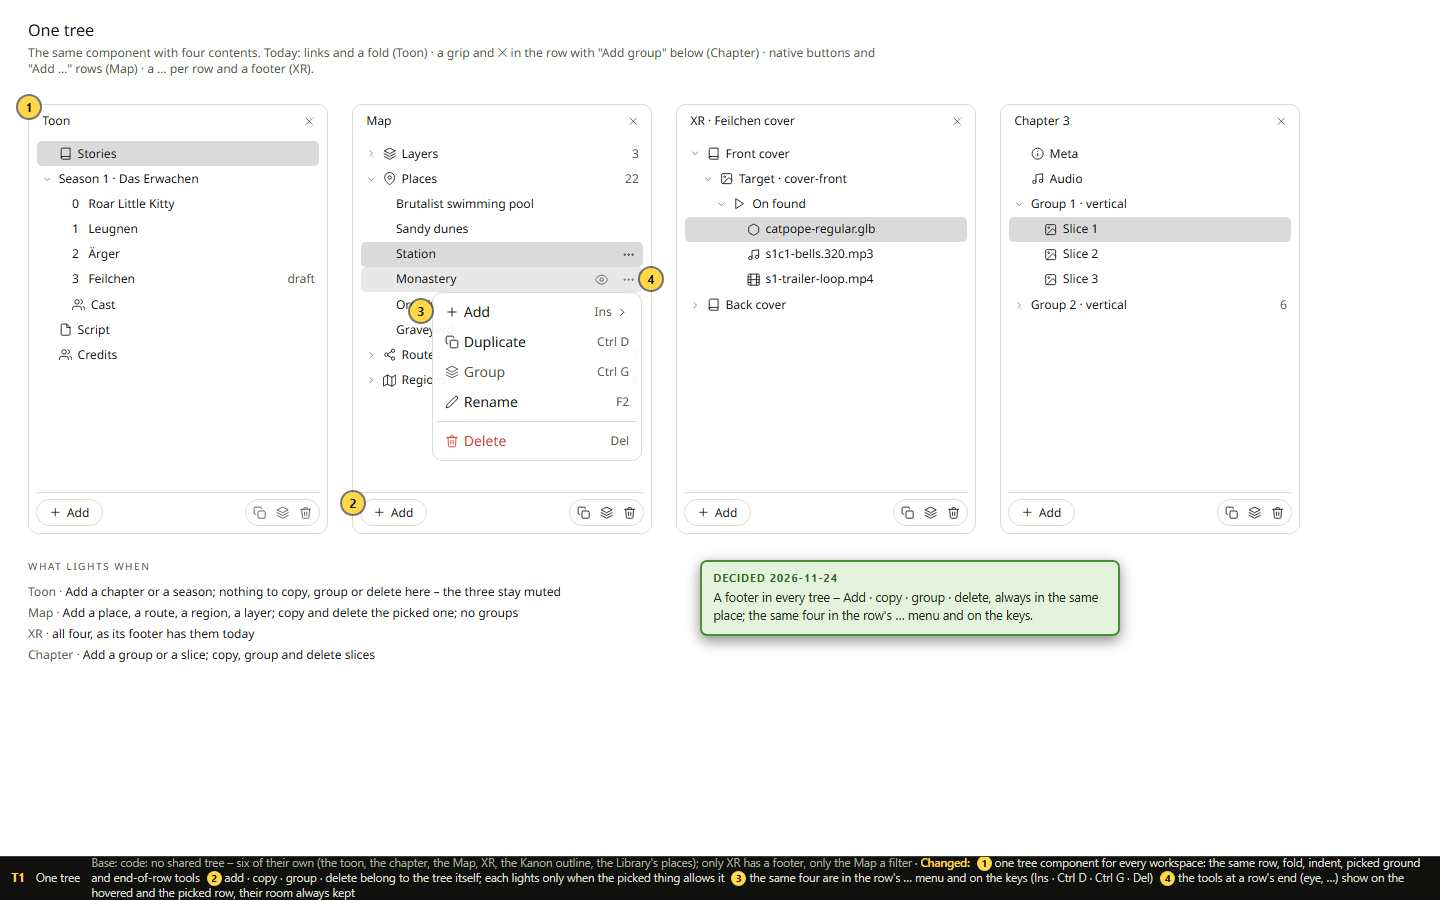 One tree
The same component with four contents. Today: links and a fold (Toon) · a grip and ✕ in the row with "Add group" below (Chapter) · native buttons and
"Add ..." rows (Map) · a ... per row and a footer (XR).
1
Toon
Stories
Season 1 · Das Erwachen
0 Roar Little Kitty
1 Leugnen
2 Ärger
3 Feilchen draft
Cast
Script
Credits
+ Add
Map
Layers 3
Places 22
Brutalist swimming pool
Sandy dunes
Station ...
Monastery ... 4
3
Add Ins
Duplicate Ctrl D
Group Ctrl G
Rename F2
Delete Del
Graveyard
Routes
Regions
2
+ Add
XR · Feilchen cover
Front cover
Target · cover-front
On found
catpope-regular.glb
s1c1-bells.320.mp3
s1-trailer-loop.mp4
Back cover
+ Add
Chapter 3
Meta
Audio
Group 1 · vertical
Slice 1
Slice 2
Slice 3
Group 2 · vertical 6
+ Add
WHAT LIGHTS WHEN
Toon · Add a chapter or a season; nothing to copy, group or delete here – the three stay muted
Map · Add a place, a route, a region, a layer; copy and delete the picked one; no groups
XR · all four, as its footer has them today
Chapter · Add a group or a slice; copy, group and delete slices
DECIDED 2026-11-24
A footer in every tree – Add · copy · group · delete, always in the same
place; the same four in the row's ... menu and on the keys.
T1 One tree
Base: code: no shared tree – six of their own (the toon, the chapter, the Map, XR, the Kanon outline, the Library's places); only XR has a footer, only the Map a filter · Changed: 1 one tree component for every workspace: the same row, fold, indent, picked ground
and end-of-row tools 2 add · copy · group · delete belong to the tree itself; each lights only when the picked thing allows it 3 the same four are in the row's ... menu and on the keys (Ins · Ctrl D · Ctrl G · Del) 4 the tools at a row's end (eye, ...) show on the
hovered and the picked row, their room always kept